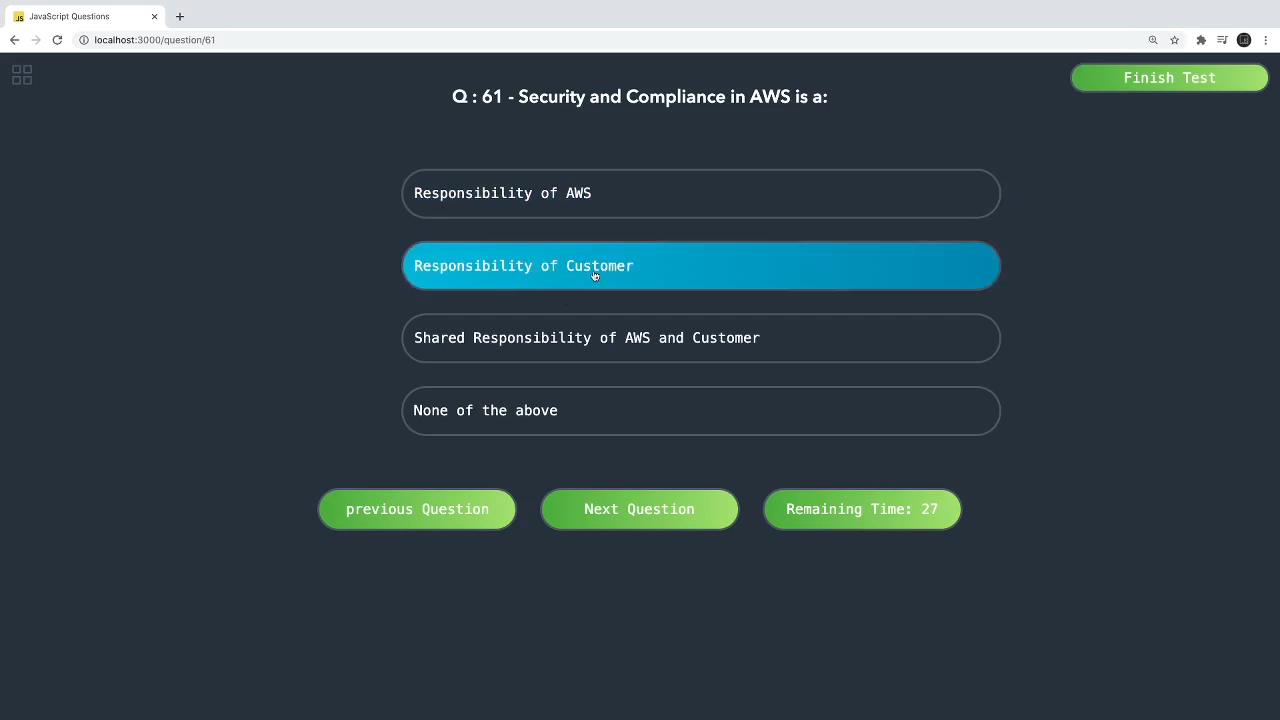 JavaScript Questions
localhost:3000/question/61
Finish Test
Q : 61 - Security and Compliance in AWS is a:
Responsibility of AWS
Responsibility of Customer
Shared Responsibility of AWS and Customer
None of the above
previous Question
Next Question
Remaining Time: 27